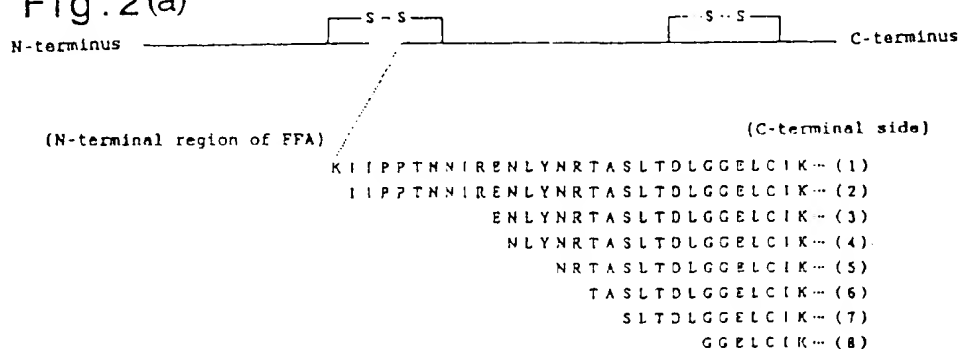 Fig.2(a)
S-S S-S
N-terminus C-terminus
(N-terminal region of FFA) (C-terminal side)
KIIPPTNNIRENLYNRTASLTDLGGELCIK… (1)
IIPPTNNIRENLYNRTASLTDLGGELCIK… (2)
ENLYNRTASLTDLGGELCIK… (3)
NLYNRTASLTDLGGELCIK… (4)
NRTASLTDLGGELCIK… (5)
TASLTDLGGELCIK… (6)
SLTDLGGELCIK… (7)
GGELCIK… (8)